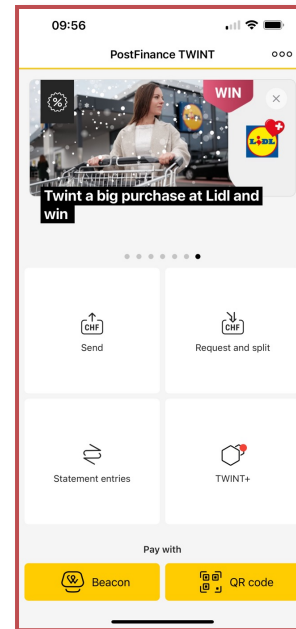 09:56
PostFinance TWINT
WIN
LIDL
Twint a big purchase at Lidl and
win
CHF
Send
CHF
Request and split
Statement entries
TWINT+
Pay with
Beacon
QR code